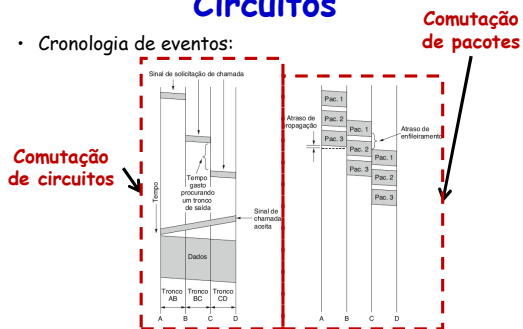 Circuitos
Comutação
de pacotes
• Cronologia de eventos:
Comutação
de circuitos
Sinal de solicitação de chamada
Tempo
gasto
procurando
um tronco
de saída
Tempo
Sinal de
chamada
aceita
Dados
Tronco
AB
Tronco
BC
Tronco
CD
A
B
C
D
Pac. 1
Pac. 2
Pac. 3
Atraso de
propagação
Pac. 1
Pac. 2
Pac. 3
Atraso de
enfileiramento
Pac. 1
Pac. 2
Pac. 3
A
B
C
D